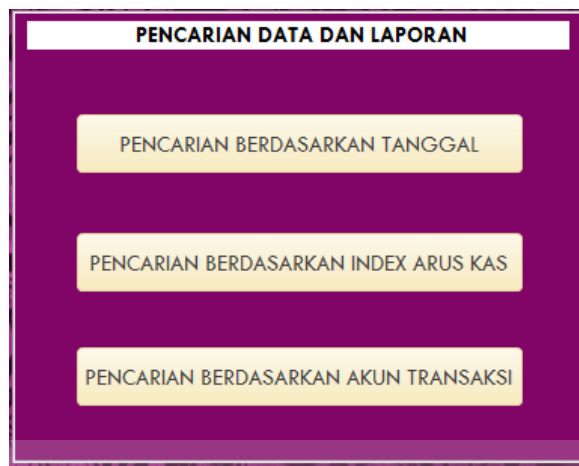 PENCARIAN DATA DAN LAPORAN
PENCARIAN BERDASARKAN TANGGAL
PENCARIAN BERDASARKAN INDEX ARUS KAS
PENCARIAN BERDASARKAN AKUN TRANSAKSI